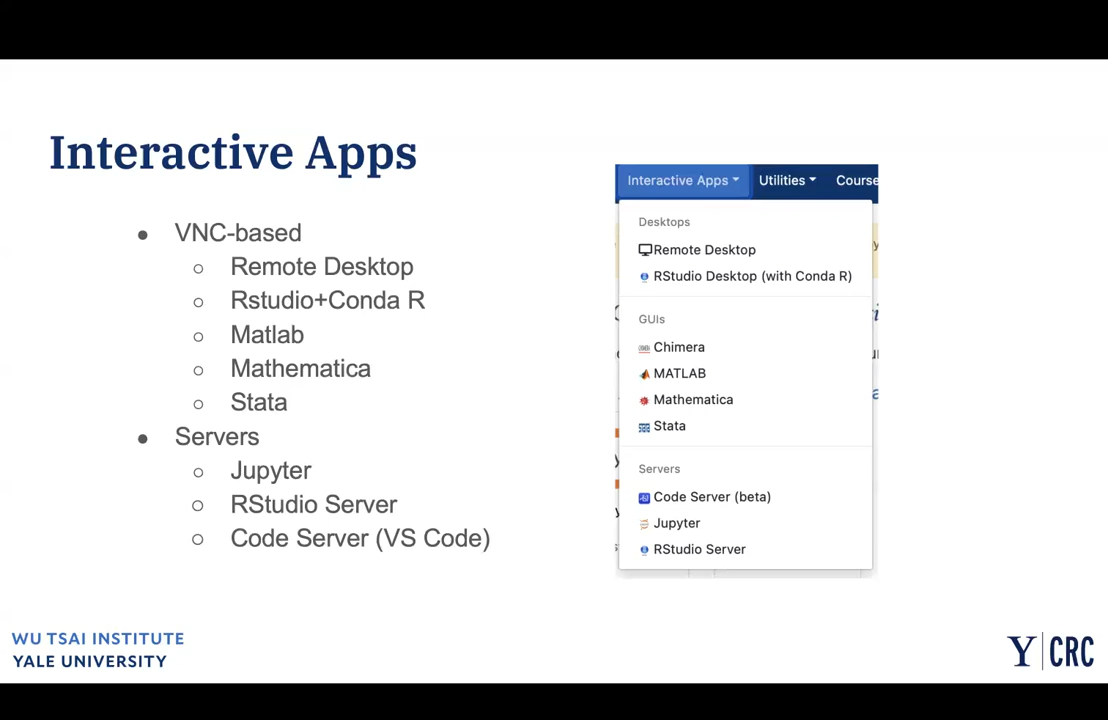 Interactive Apps
● VNC-based
○ Remote Desktop
○ Rstudio+Conda R
○ Matlab
○ Mathematica
○ Stata
● Servers
○ Jupyter
○ RStudio Server
○ Code Server (VS Code)
Interactive Apps Utilities Course
Desktops
Remote Desktop
RStudio Desktop (with Conda R)
GUIs
Chimera
MATLAB
Mathematica
Stata
Servers
Code Server (beta)
Jupyter
RStudio Server
WU TSAI INSTITUTE
YALE UNIVERSITY
Y CRC